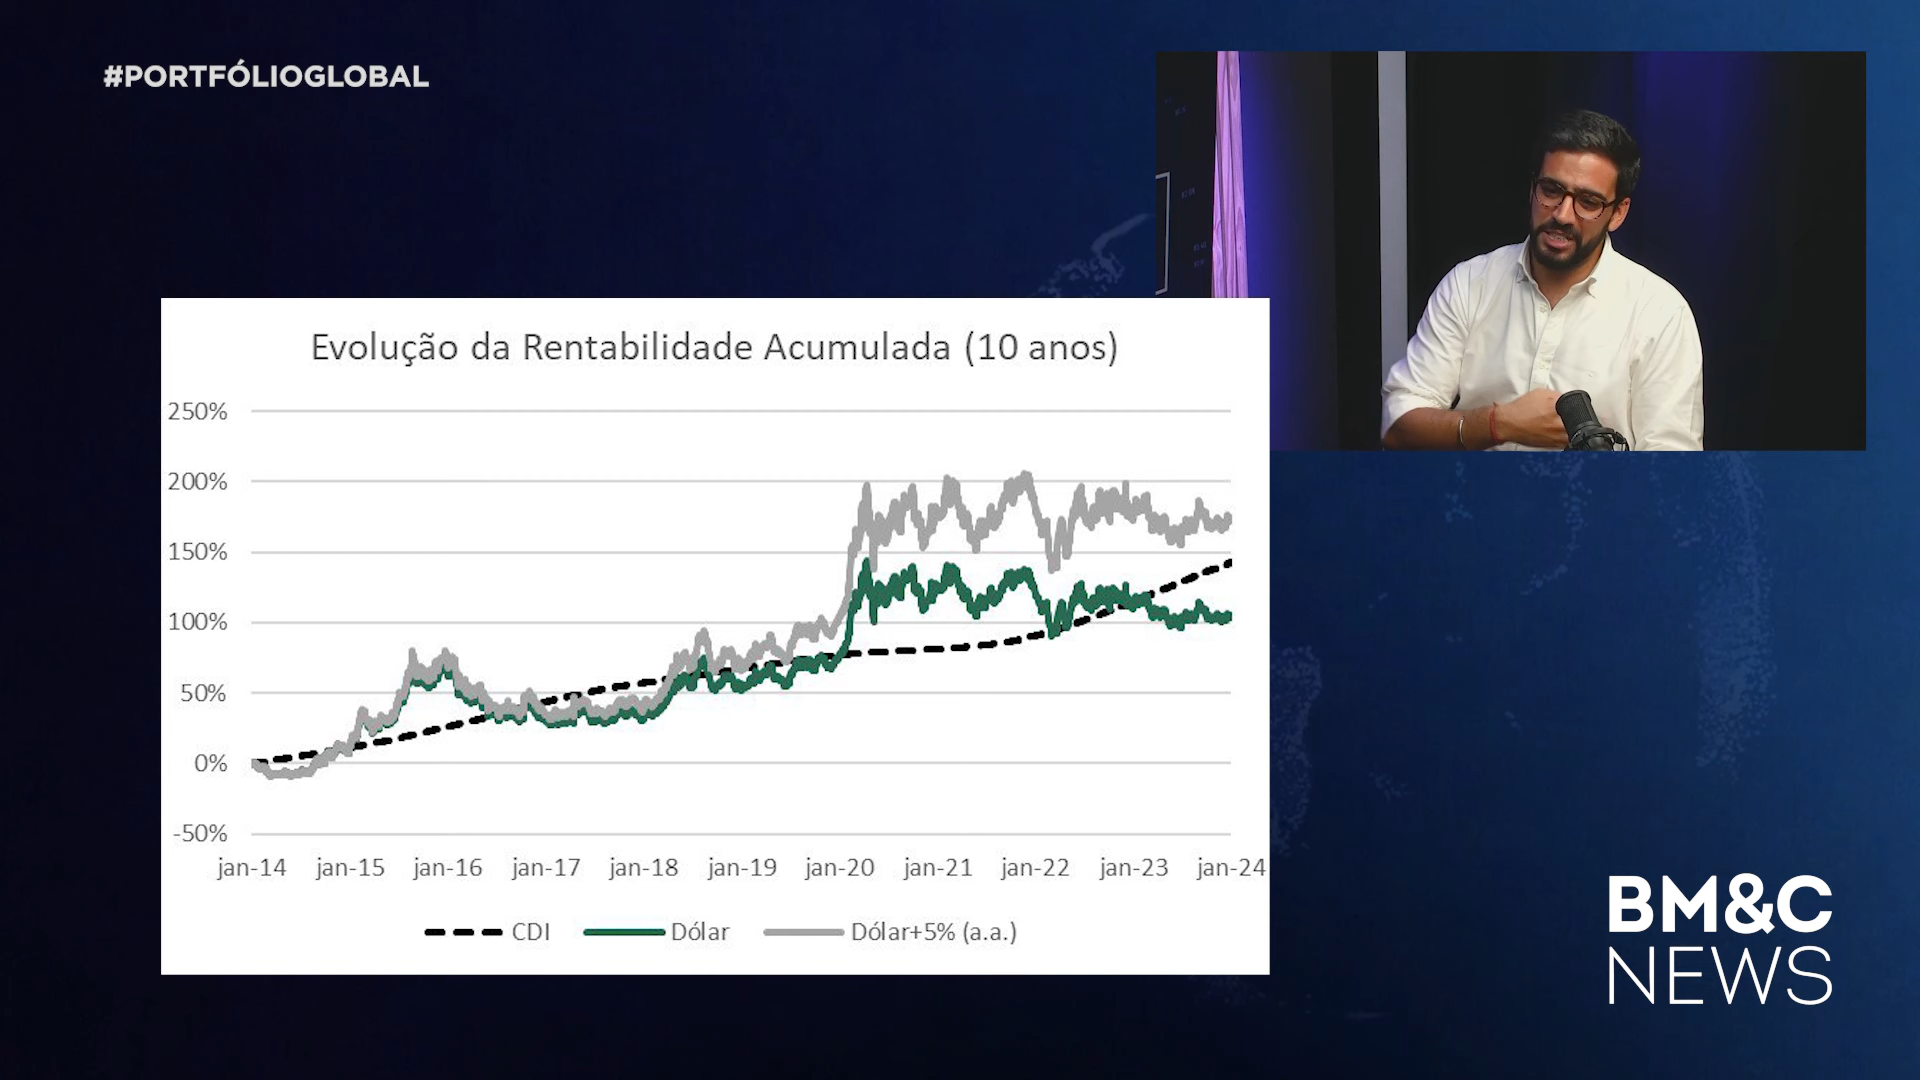 #PORTFÓLIOGLOBAL
Evolução da Rentabilidade Acumulada (10 anos)
250%
200%
150%
100%
50%
0%
-50%
jan-14 jan-15 jan-16 jan-17 jan-18 jan-19 jan-20 jan-21 jan-22 jan-23 jan-24
CDI Dólar Dólar+5% (a.a.)
BM&C
NEWS